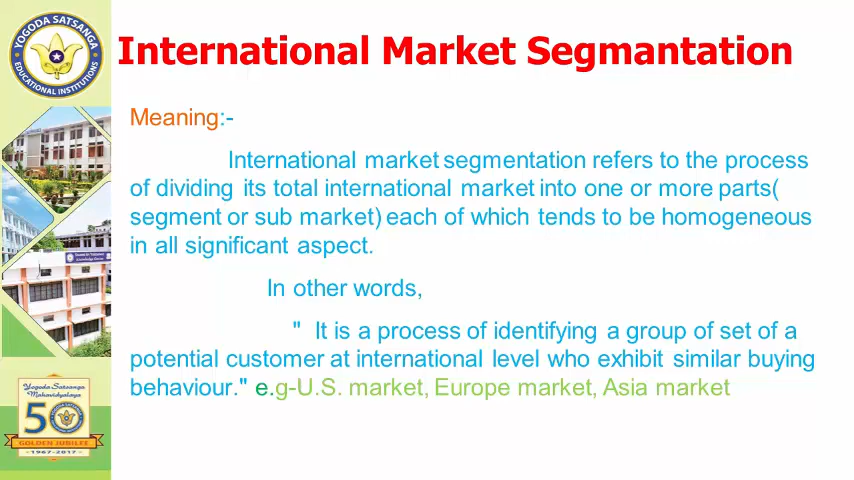 YOGODA SATSANGA
EDUCATIONAL INSTITUTIONS
International Market Segmantation
Meaning:-
International market segmentation refers to the process
of dividing its total international market into one or more parts(
segment or sub market) each of which tends to be homogeneous
in all significant aspect.
In other words,
" It is a process of identifying a group of set of a
potential customer at international level who exhibit similar buying
behaviour." e.g-U.S. market, Europe market, Asia market
Yogoda Satsanga
Mahavidyalaya
50
GOLDEN JUBILEE
1967-2017